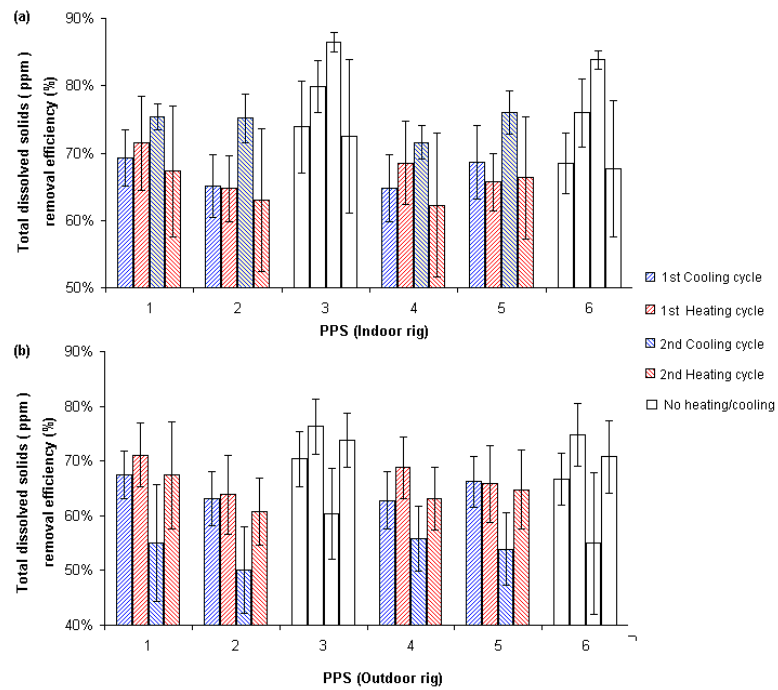 (a)
90%
80%
70%
60%
50%
Total dissolved solids ( ppm )
removal efficiency (%)
1 2 3 4 5 6
PPS (Indoor rig)
1st Cooling cycle
1st Heating cycle
2nd Cooling cycle
2nd Heating cycle
No heating/cooling
(b)
90%
80%
70%
60%
50%
40%
Total dissolved solids ( ppm )
removal efficiency (%)
1 2 3 4 5 6
PPS (Outdoor rig)